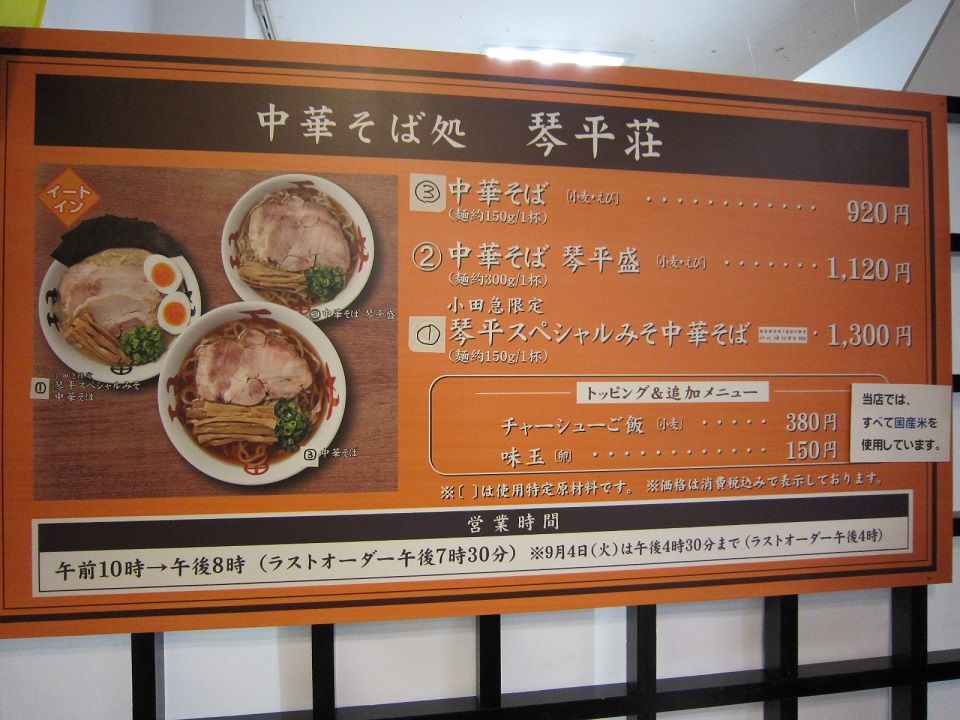 中華そば処 琴平荘
イート
イン
③ 中華そば [小麦・えび] ・・・・・・・・・・・ 920円
(麺約150g/1杯)
② 中華そば 琴平盛 [小麦・えび] ・・・・・・・ 1,120円
(麺約300g/1杯)
小田急限定
① 琴平スペシャルみそ中華そば ・ 1,300円
(麺約150g/1杯)
トッピング&追加メニュー
チャーシューご飯 [小麦] ・・・・・ 380円
味玉 [卵] ・・・・・・・・・・・・ 150円
当店では、
すべて国産米を
使用しています。
※[ ]は使用特定原材料です。 ※価格は消費税込みで表示しております。
② 中華そば 琴平盛
小田急限定
① 琴平スペシャルみそ
中華そば
③ 中華そば
営業時間
午前10時→午後8時 (ラストオーダー午後7時30分) ※9月4日(火)は午後4時30分まで (ラストオーダー午後4時)